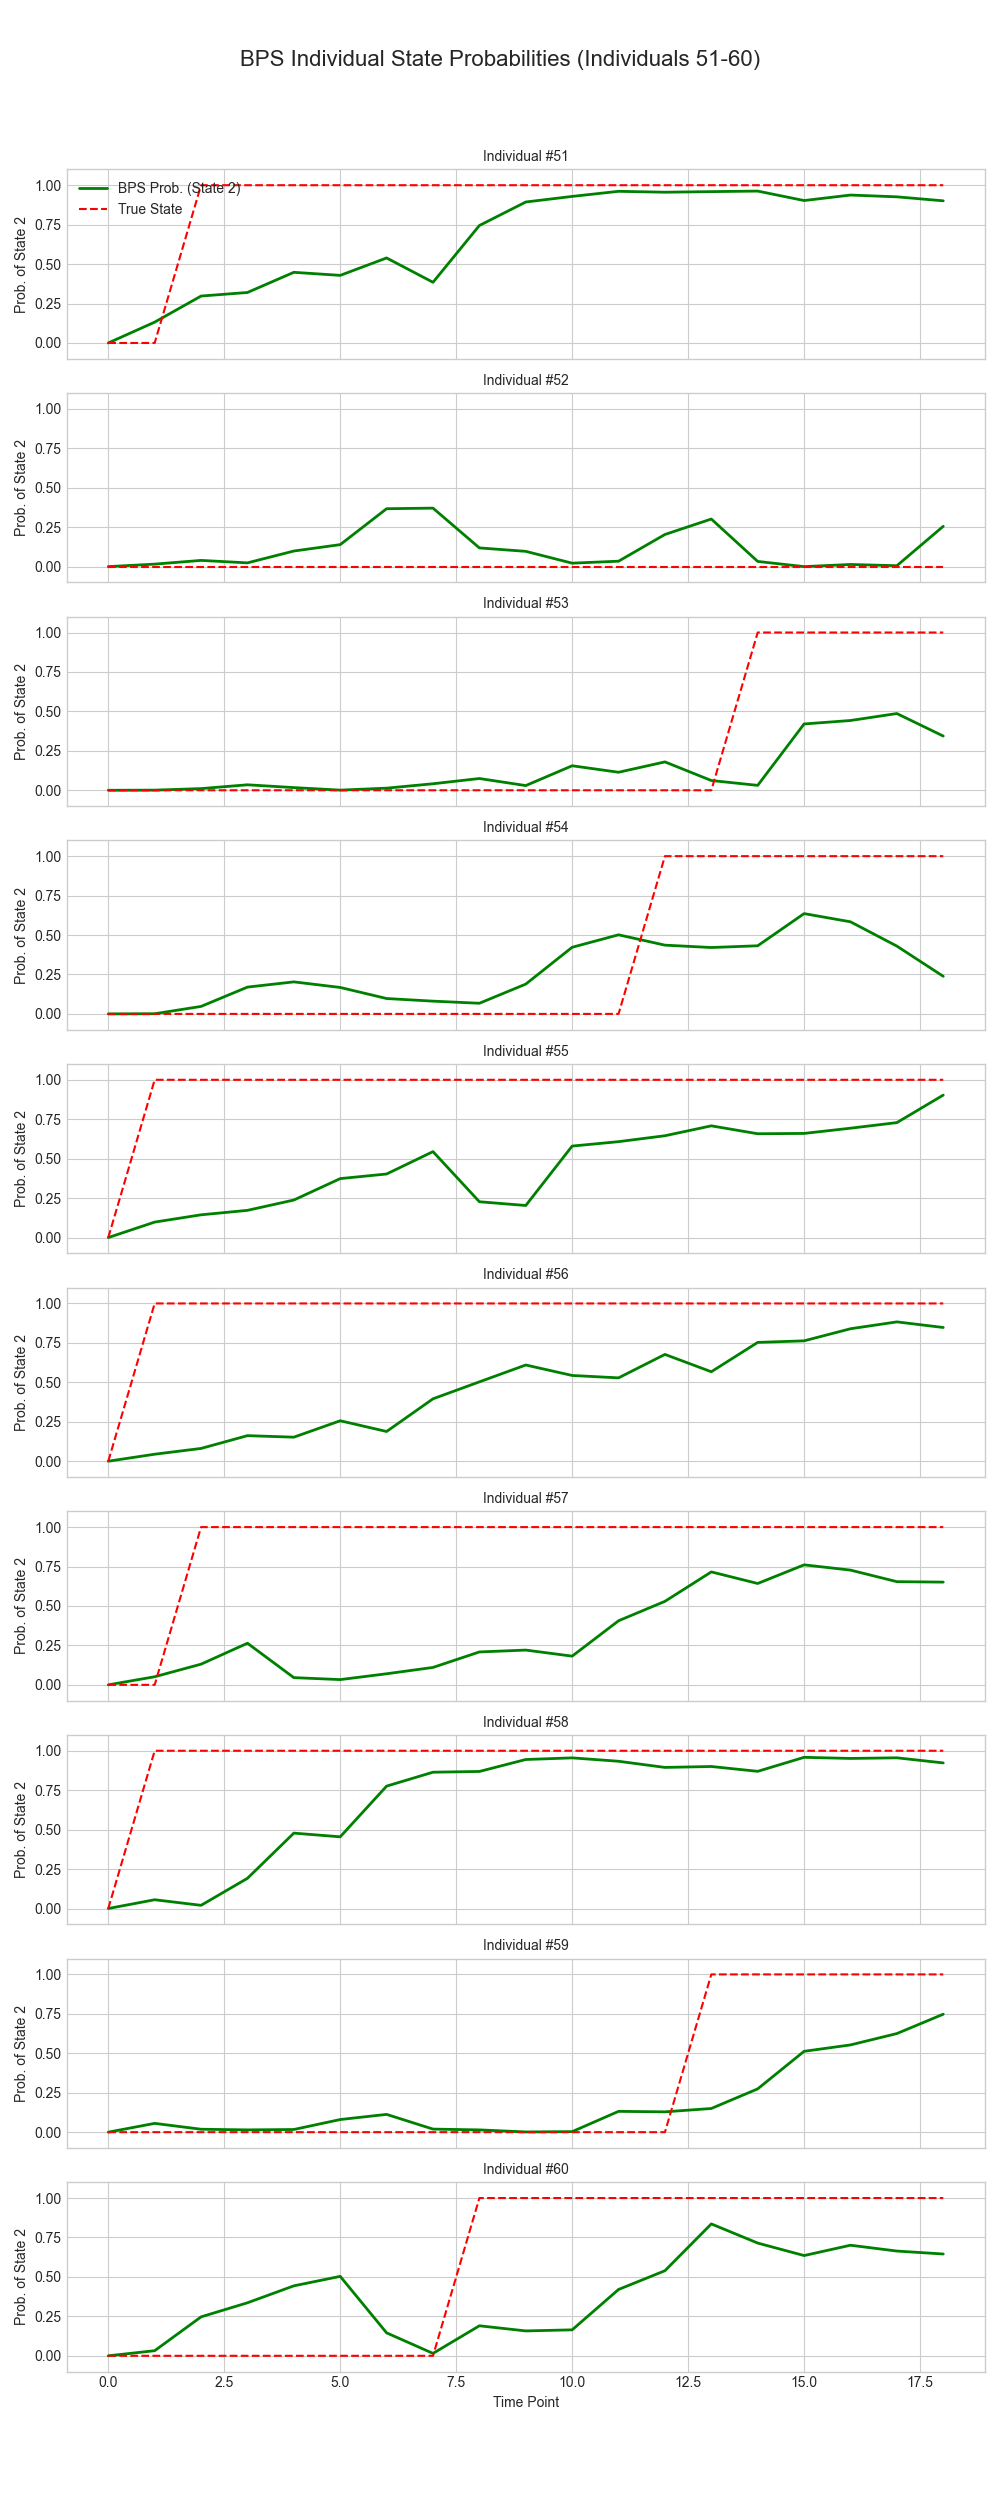 BPS Individual State Probabilities (Individuals 51-60)
Individual #51
1.00
0.75
0.50
0.25
0.00
Prob. of State 2
BPS Prob. (State 2)
True State
Individual #52
1.00
0.75
0.50
0.25
0.00
Prob. of State 2
Individual #53
1.00
0.75
0.50
0.25
0.00
Prob. of State 2
Individual #54
1.00
0.75
0.50
0.25
0.00
Prob. of State 2
Individual #55
1.00
0.75
0.50
0.25
0.00
Prob. of State 2
Individual #56
1.00
0.75
0.50
0.25
0.00
Prob. of State 2
Individual #57
1.00
0.75
0.50
0.25
0.00
Prob. of State 2
Individual #58
1.00
0.75
0.50
0.25
0.00
Prob. of State 2
Individual #59
1.00
0.75
0.50
0.25
0.00
Prob. of State 2
Individual #60
1.00
0.75
0.50
0.25
0.00
Prob. of State 2
0.0 2.5 5.0 7.5 10.0 12.5 15.0 17.5
Time Point